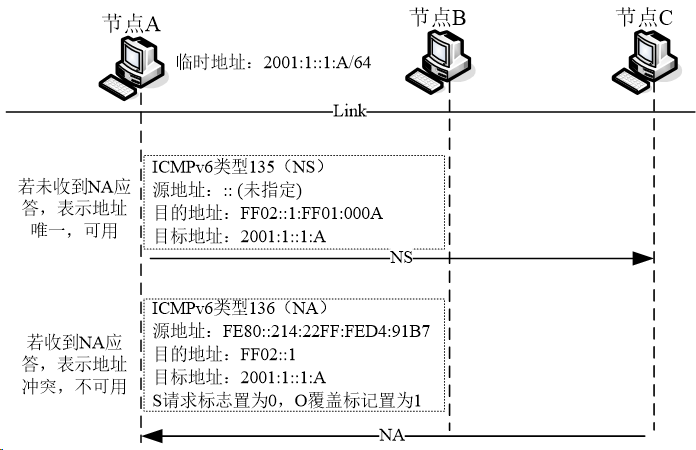 节点A
节点B
节点C
临时地址：2001:1::1:A/64
Link
若未收到NA应
答，表示地址
唯一，可用
ICMPv6类型135（NS）
源地址：:: (未指定)
目的地址：FF02::1:FF01:000A
目标地址：2001:1::1:A
NS
若收到NA应
答，表示地址
冲突，不可用
ICMPv6类型136（NA）
源地址：FE80::214:22FF:FED4:91B7
目的地址：FF02::1
目标地址：2001:1::1:A
S请求标志置为0，O覆盖标记置为1
NA